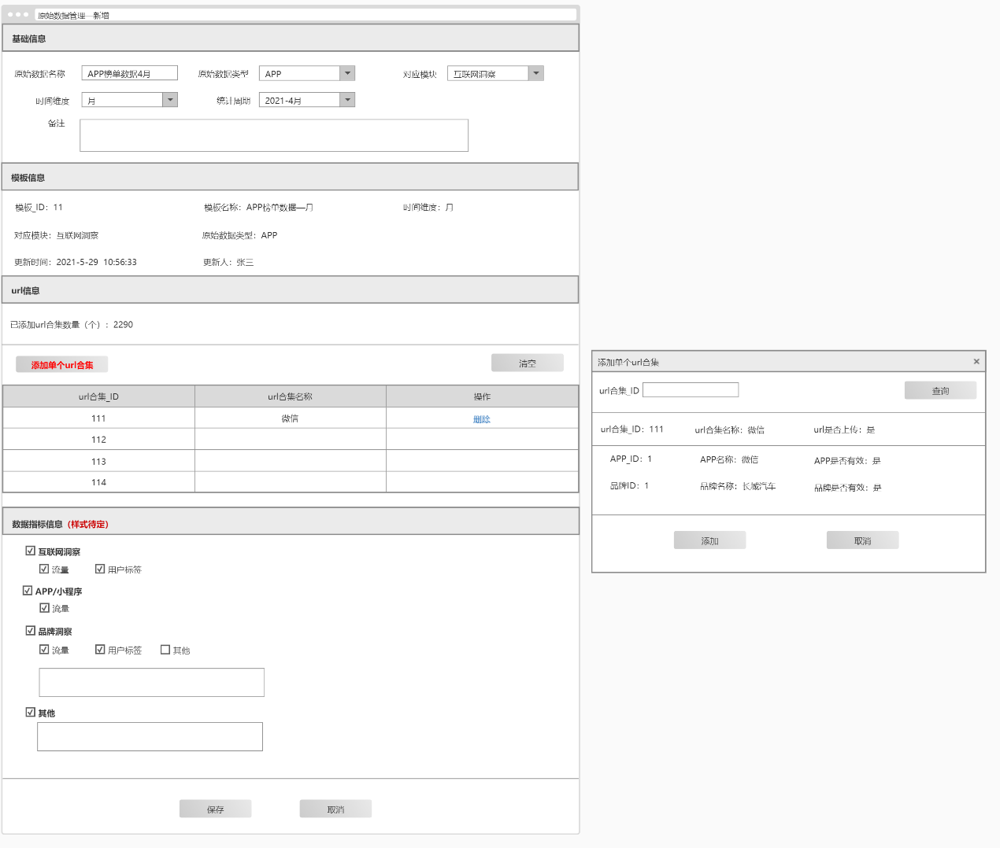 原始数据管理—新增
基础信息
原始数据名称 APP榜单数据4月 原始数据类型 APP 对应模块 互联网洞察
时间维度 月 统计周期 2021-4月
备注
模板信息
模板_ID：11 模板名称：APP榜单数据—月 时间维度：月
对应模块：互联网洞察 原始数据类型：APP
更新时间：2021-5-29 10:56:33 更新人：张三
url信息
已添加url合集数量（个）：2290
添加单个url合集 清空
url合集_ID url合集名称 操作
111 微信 删除
112
113
114
数据指标信息（样式待定）
互联网洞察
流量 用户标签
APP/小程序
流量
品牌洞察
流量 用户标签 其他
其他
保存 取消
添加单个url合集 ×
url合集_ID 查询
url合集_ID：111 url合集名称：微信 url是否上传：是
APP_ID：1 APP名称：微信 APP是否有效：是
品牌ID：1 品牌名称：长城汽车 品牌是否有效：是
添加 取消